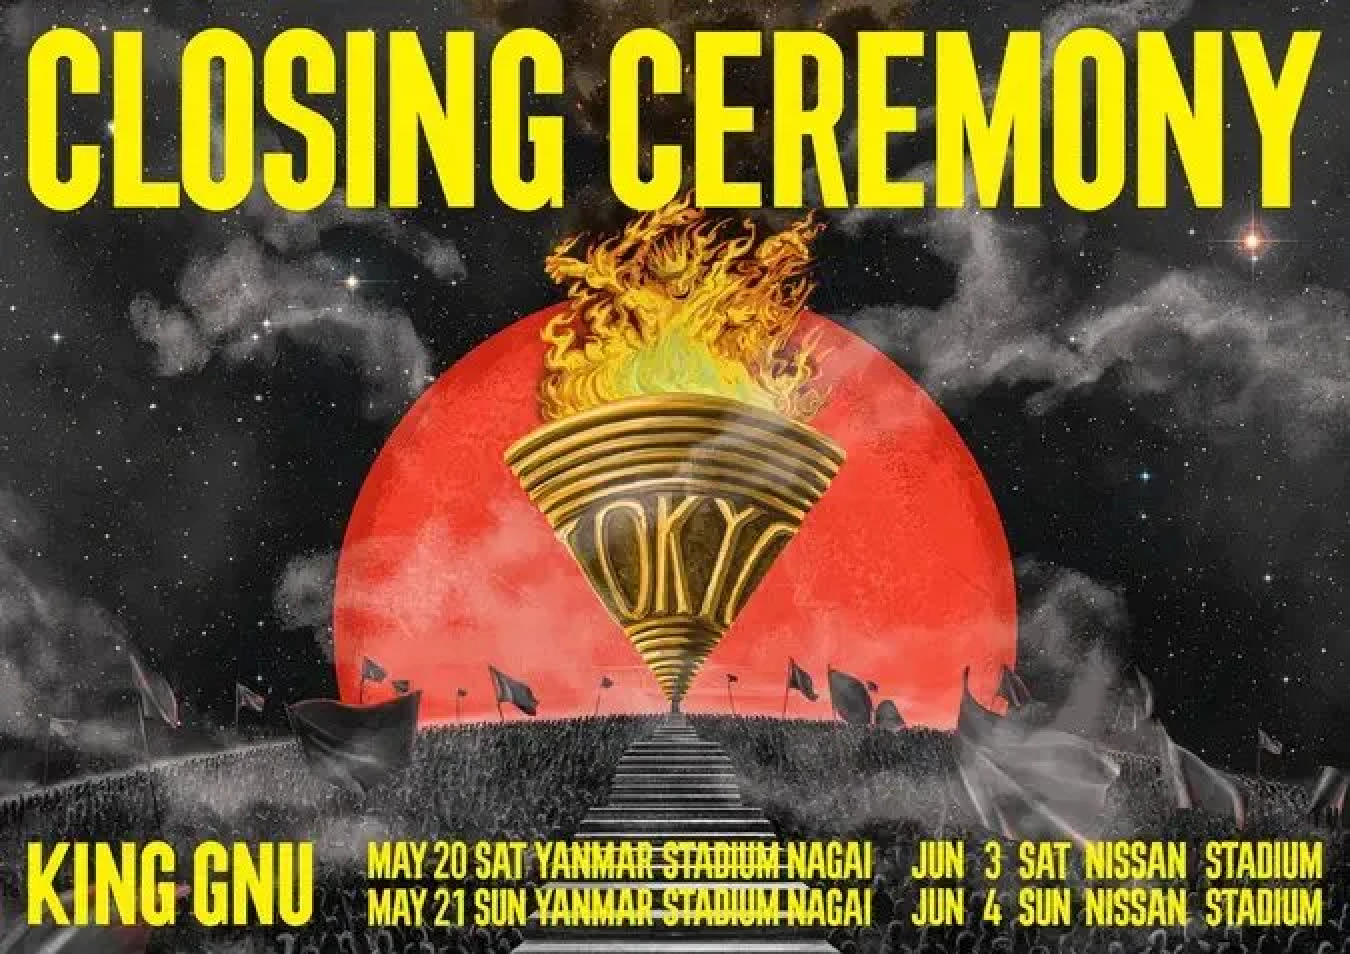 CLOSING CEREMONY
TOKYO
KING GNU
MAY 20 SAT YANMAR STADIUM NAGAI
MAY 21 SUN YANMAR STADIUM NAGAI
JUN 3 SAT NISSAN STADIUM
JUN 4 SUN NISSAN STADIUM